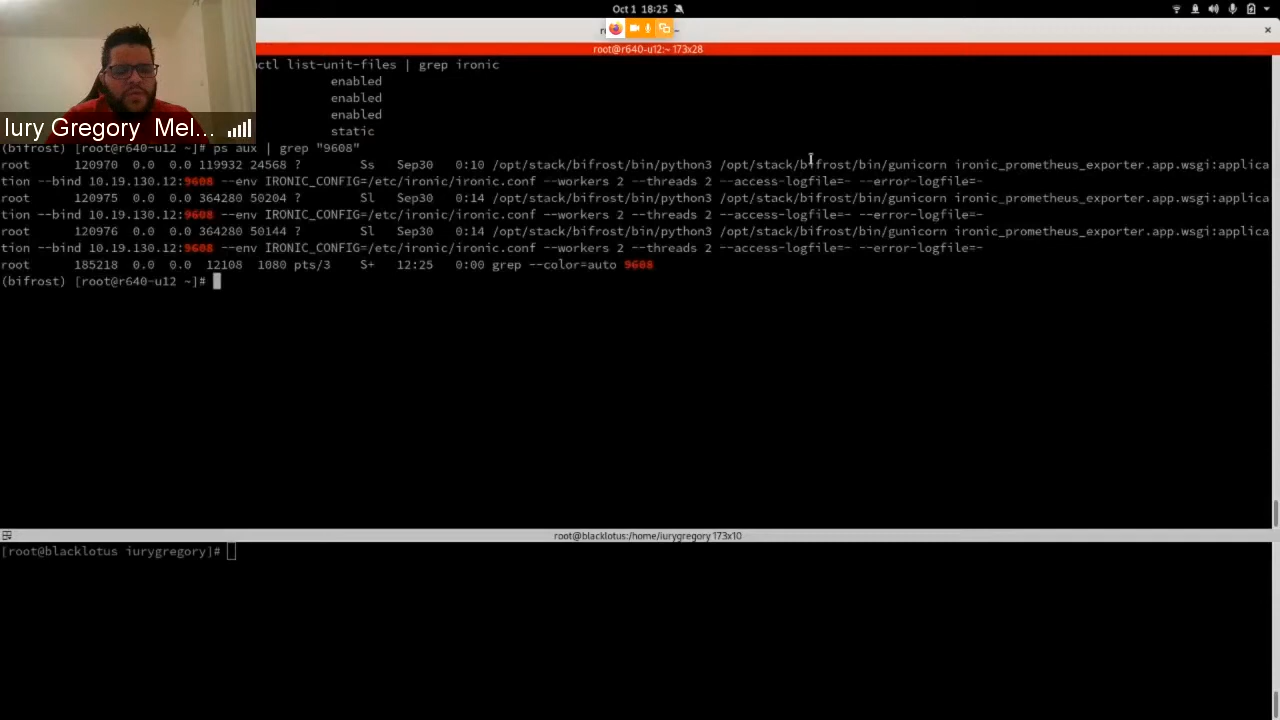 Oct 1 18:25
root@r640-u12:~ 173x28
ctl list-unit-files | grep ironic
enabled
enabled
enabled
static
Iury Gregory Mel...
(bifrost) [root@r640-u12 ~]# ps aux | grep "9608"
root 120970 0.0 0.0 119932 24568 ? Ss Sep30 0:10 /opt/stack/bifrost/bin/python3 /opt/stack/bifrost/bin/gunicorn ironic_prometheus_exporter.app.wsgi:applica
tion --bind 10.19.130.12:9608 --env IRONIC_CONFIG=/etc/ironic/ironic.conf --workers 2 --threads 2 --access-logfile=- --error-logfile=-
root 120975 0.0 0.0 364280 50204 ? Sl Sep30 0:14 /opt/stack/bifrost/bin/python3 /opt/stack/bifrost/bin/gunicorn ironic_prometheus_exporter.app.wsgi:applica
tion --bind 10.19.130.12:9608 --env IRONIC_CONFIG=/etc/ironic/ironic.conf --workers 2 --threads 2 --access-logfile=- --error-logfile=-
root 120976 0.0 0.0 364280 50144 ? Sl Sep30 0:14 /opt/stack/bifrost/bin/python3 /opt/stack/bifrost/bin/gunicorn ironic_prometheus_exporter.app.wsgi:applica
tion --bind 10.19.130.12:9608 --env IRONIC_CONFIG=/etc/ironic/ironic.conf --workers 2 --threads 2 --access-logfile=- --error-logfile=-
root 185218 0.0 0.0 12108 1080 pts/3 S+ 12:25 0:00 grep --color=auto 9608
(bifrost) [root@r640-u12 ~]#
root@blacklotus:/home/iurygregory 173x10
[root@blacklotus iurygregory]#